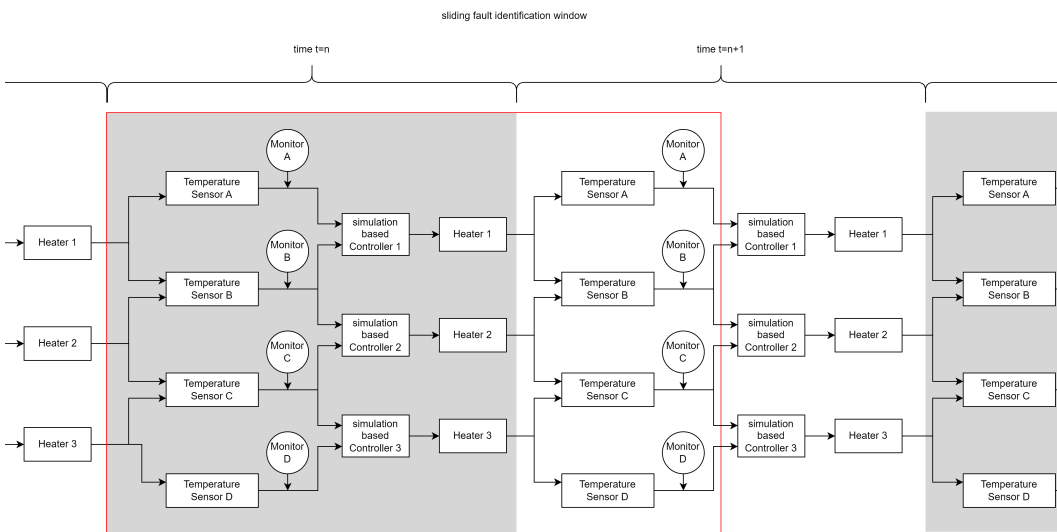 sliding fault identification window
time t=n
time t=n+1
Heater 1
Heater 2
Heater 3
Monitor
A
Temperature
Sensor A
Monitor
B
Temperature
Sensor B
Monitor
C
Temperature
Sensor C
Monitor
D
Temperature
Sensor D
simulation
based
Controller 1
simulation
based
Controller 2
simulation
based
Controller 3
Heater 1
Heater 2
Heater 3
Monitor
A
Temperature
Sensor A
Monitor
B
Temperature
Sensor B
Monitor
C
Temperature
Sensor C
Monitor
D
Temperature
Sensor D
simulation
based
Controller 1
simulation
based
Controller 2
simulation
based
Controller 3
Heater 1
Heater 2
Heater 3
Temperature
Sensor A
Temperature
Sensor B
Temperature
Sensor C
Temperature
Sensor D